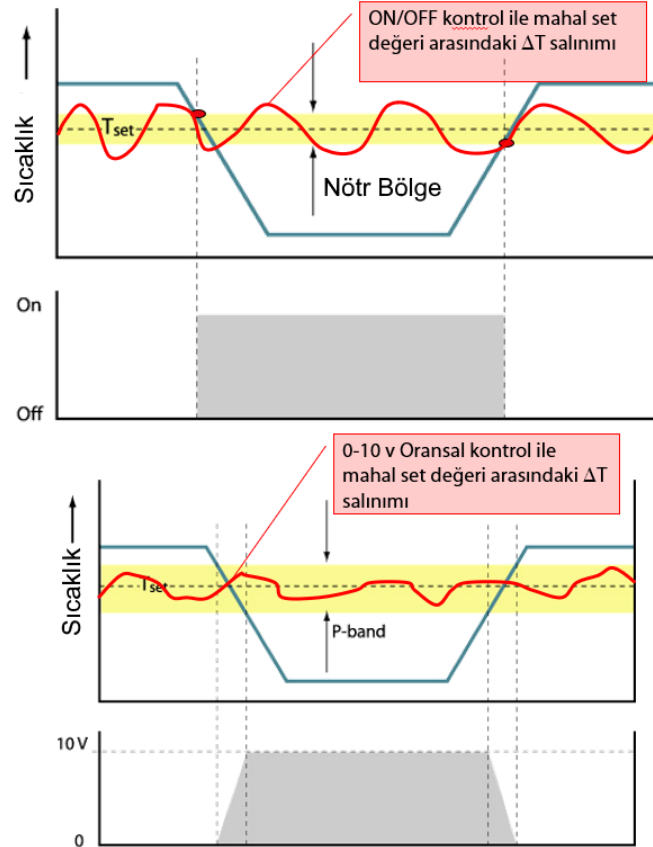 ON/OFF kontrol ile mahal set
değeri arasındaki ΔT salınımı
Sıcaklık
Tset
Nötr Bölge
On
Off
0-10 v Oransal kontrol ile
mahal set değeri arasındaki ΔT
salınımı
Sıcaklık
Tset
P-band
10 V
0